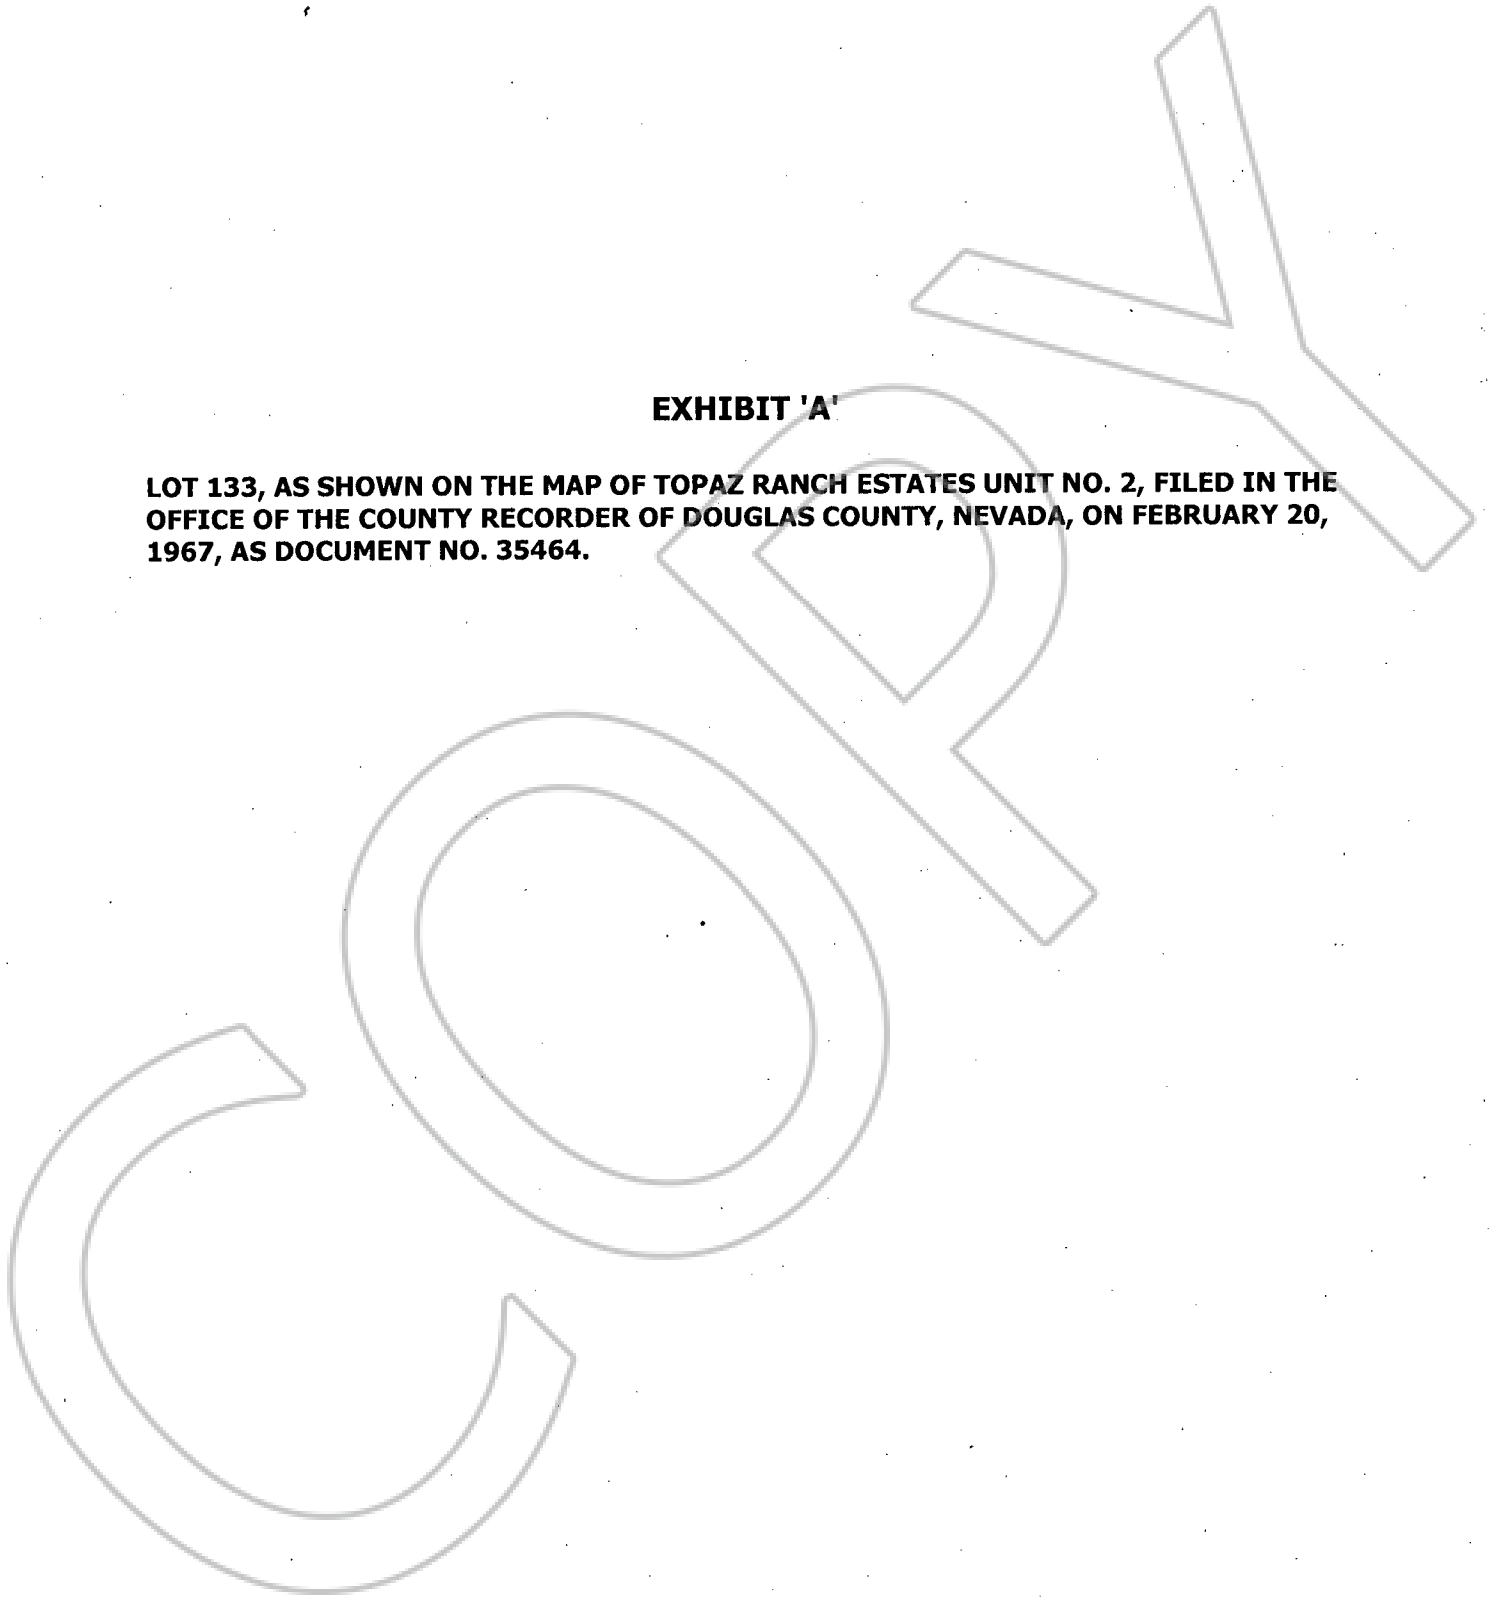 EXHIBIT 'A'
LOT 133, AS SHOWN ON THE MAP OF TOPAZ RANCH ESTATES UNIT NO. 2, FILED IN THE
OFFICE OF THE COUNTY RECORDER OF DOUGLAS COUNTY, NEVADA, ON FEBRUARY 20,
1967, AS DOCUMENT NO. 35464.
COPY